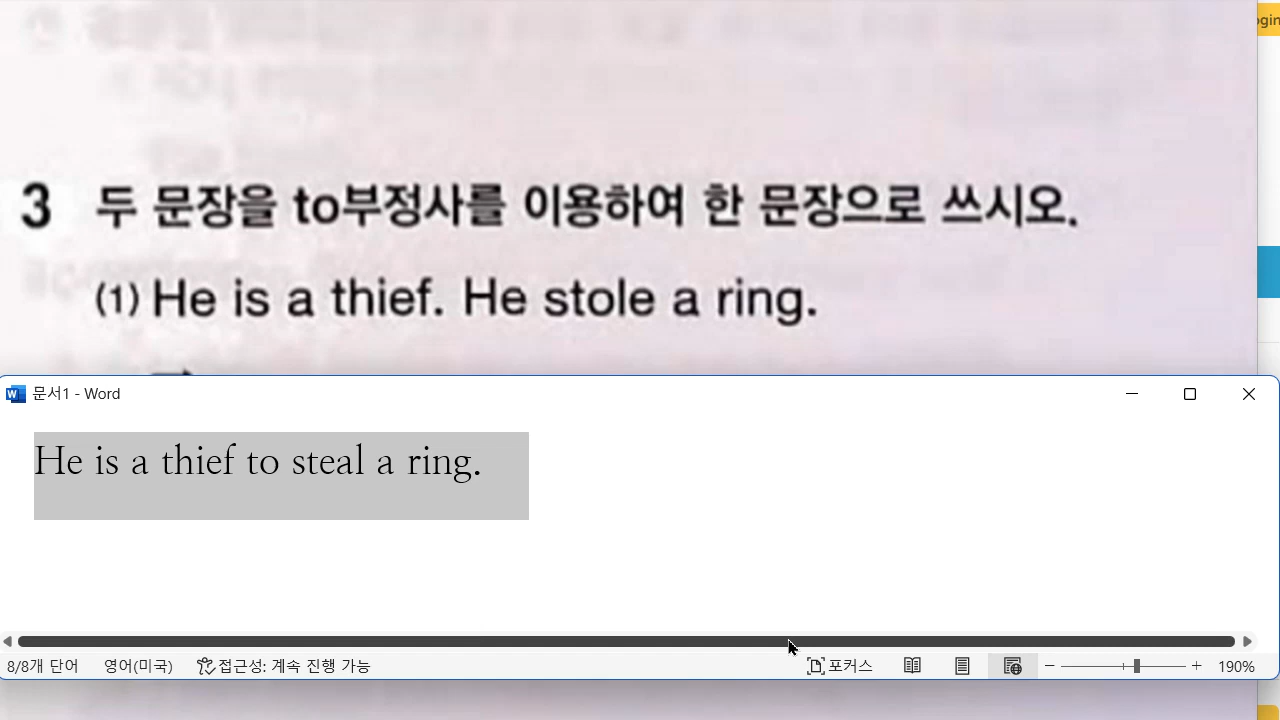 ogin
3 두 문장을 to부정사를 이용하여 한 문장으로 쓰시오.
(1) He is a thief. He stole a ring.
문서1 - Word
He is a thief to steal a ring.
8/8개 단어 영어(미국) 접근성: 계속 진행 가능 포커스 190%